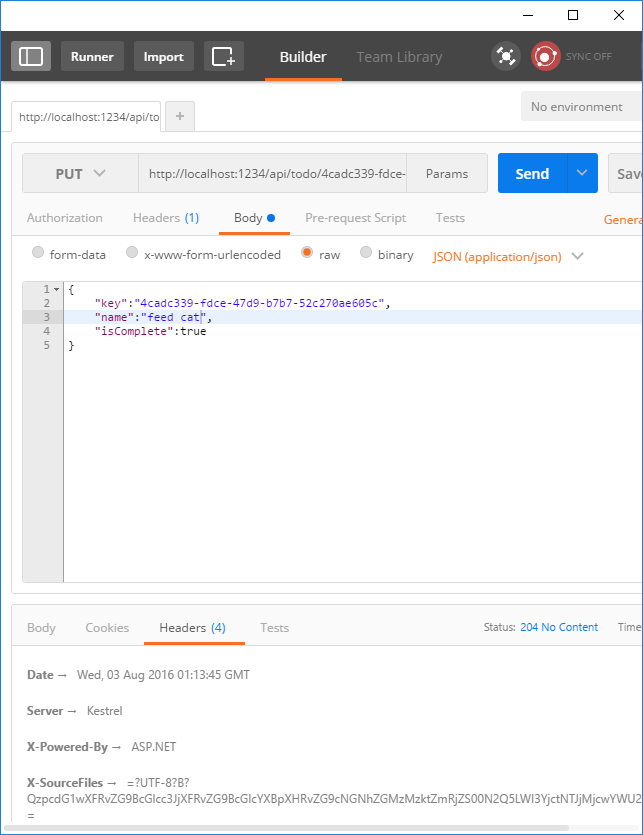 Runner Import Builder Team Library SYNC OFF
http://localhost:1234/api/to + No environment
PUT http://localhost:1234/api/todo/4cadc339-fdce- Params Send Save
Authorization Headers (1) Body Pre-request Script Tests Genera
form-data x-www-form-urlencoded raw binary JSON (application/json)
1 {
2 "key":"4cadc339-fdce-47d9-b7b7-52c270ae605c",
3 "name":"feed cat",
4 "isComplete":true
5 }
Body Cookies Headers (4) Tests Status: 204 No Content Time
Date → Wed, 03 Aug 2016 01:13:45 GMT
Server → Kestrel
X-Powered-By → ASP.NET
X-SourceFiles → =?UTF-8?B?
=